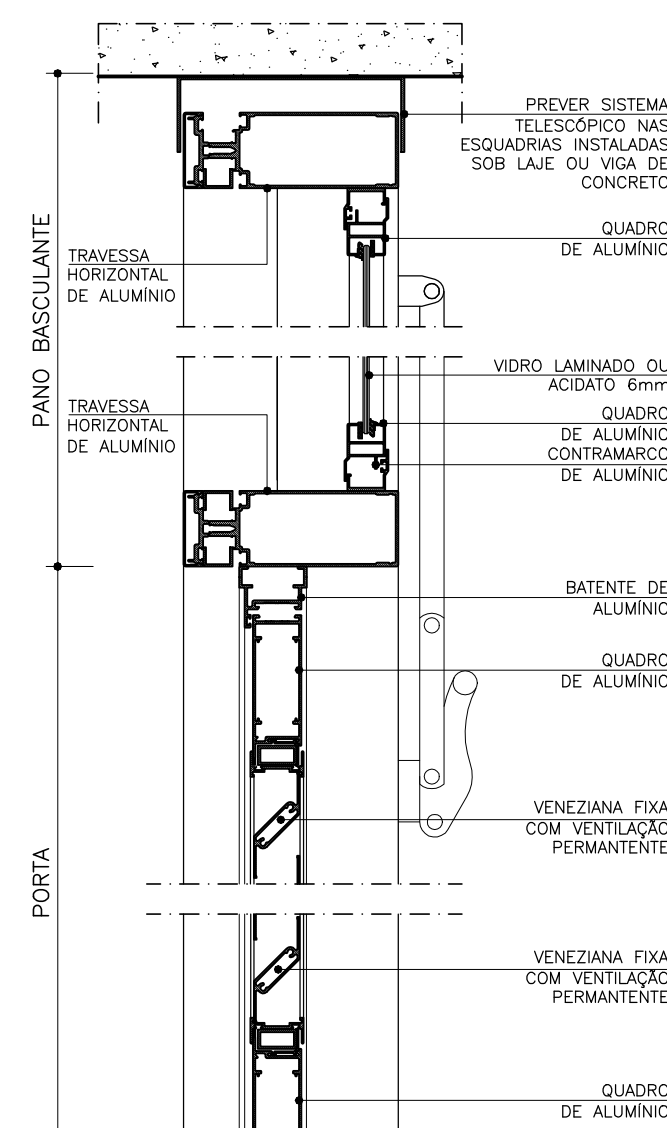 PREVER SISTEMA
TELESCÓPICO NAS
ESQUADRIAS INSTALADAS
SOB LAJE OU VIGA DE
CONCRETO
QUADRO
DE ALUMÍNIO
TRAVESSA
HORIZONTAL
DE ALUMÍNIO
PANO BASCULANTE
VIDRO LAMINADO OU
ACIDATO 6mm
TRAVESSA
HORIZONTAL
DE ALUMÍNIO
QUADRO
DE ALUMÍNIO
CONTRAMARCO
DE ALUMÍNIO
BATENTE DE
ALUMÍNIO
QUADRO
DE ALUMÍNIO
VENEZIANA FIXA
COM VENTILAÇÃO
PERMANTENTE
PORTA
VENEZIANA FIXA
COM VENTILAÇÃO
PERMANTENTE
QUADRO
DE ALUMÍNIO